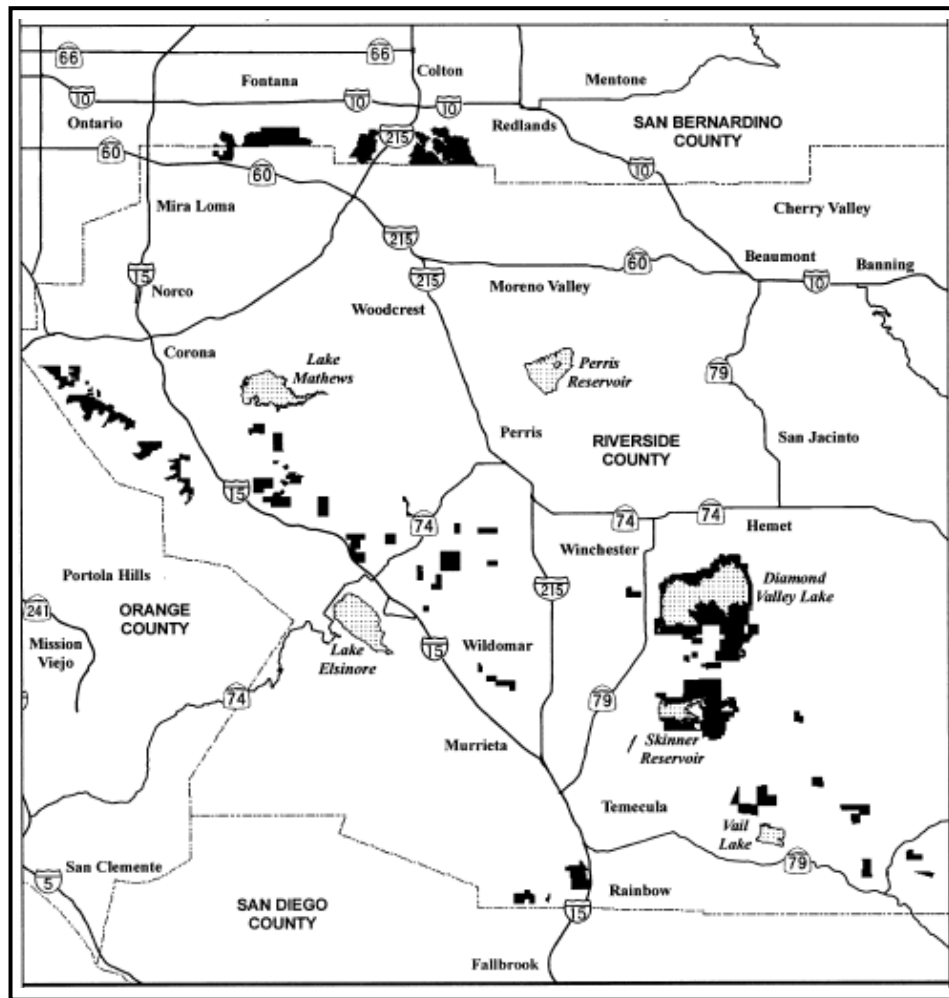 66
66
Colton
Fontana
Mentone
10
10
10
Ontario
Redlands
SAN BERNARDINO
COUNTY
215
60
60
10
Mira Loma
Cherry Valley
215
Beaumont
60
Banning
15
215
10
Norco
Moreno Valley
Woodcrest
Corona
Lake
Mathews
Perris
Reservoir
79
Perris
San Jacinto
RIVERSIDE
COUNTY
15
74
74
74
Hemet
Winchester
Portola Hills
Diamond
Valley Lake
215
241
ORANGE
COUNTY
Mission
Viejo
Lake
Elsinore
15
Wildomar
74
79
Murrieta
Skinner
Reservoir
Temecula
Vail
Lake
San Clemente
79
5
Rainbow
SAN DIEGO
COUNTY
15
Fallbrook